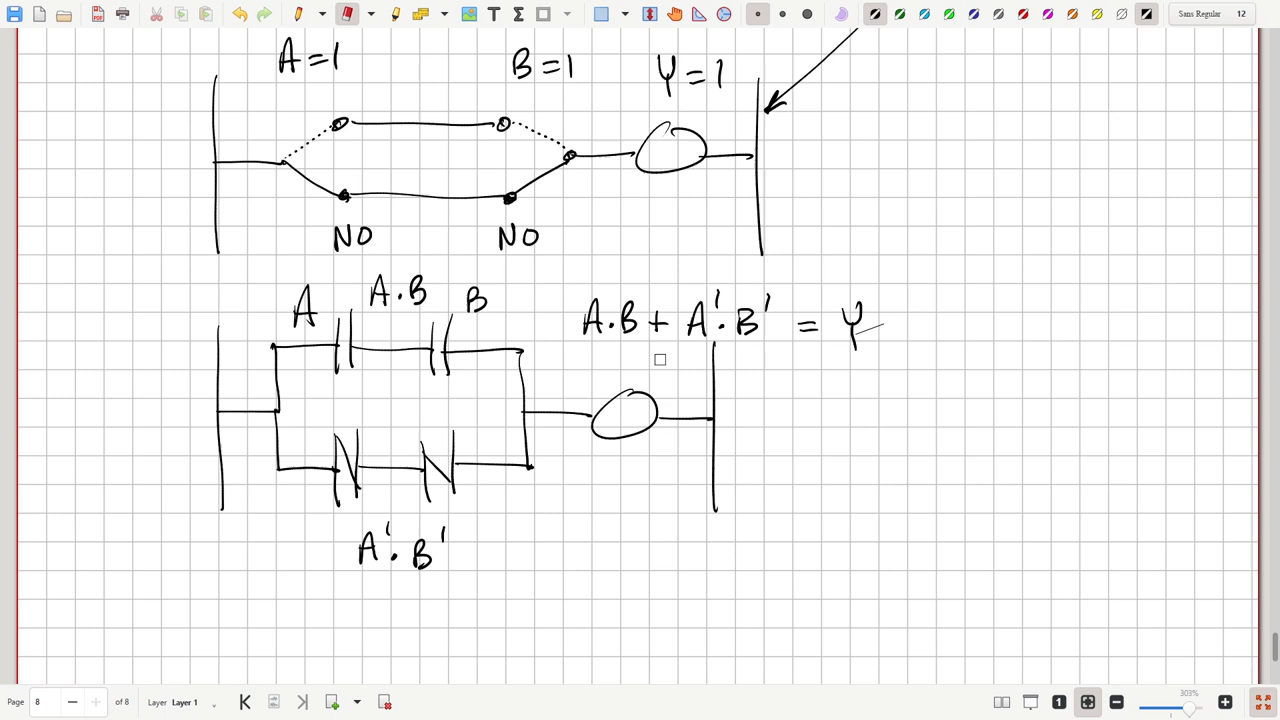 Sans Regular 12
A = 1 B = 1 Y = 1
NO NO
A A.B B A.B + A'.B' = Y
A'.B'
Page 8 of 8 Layer Layer 1 303%